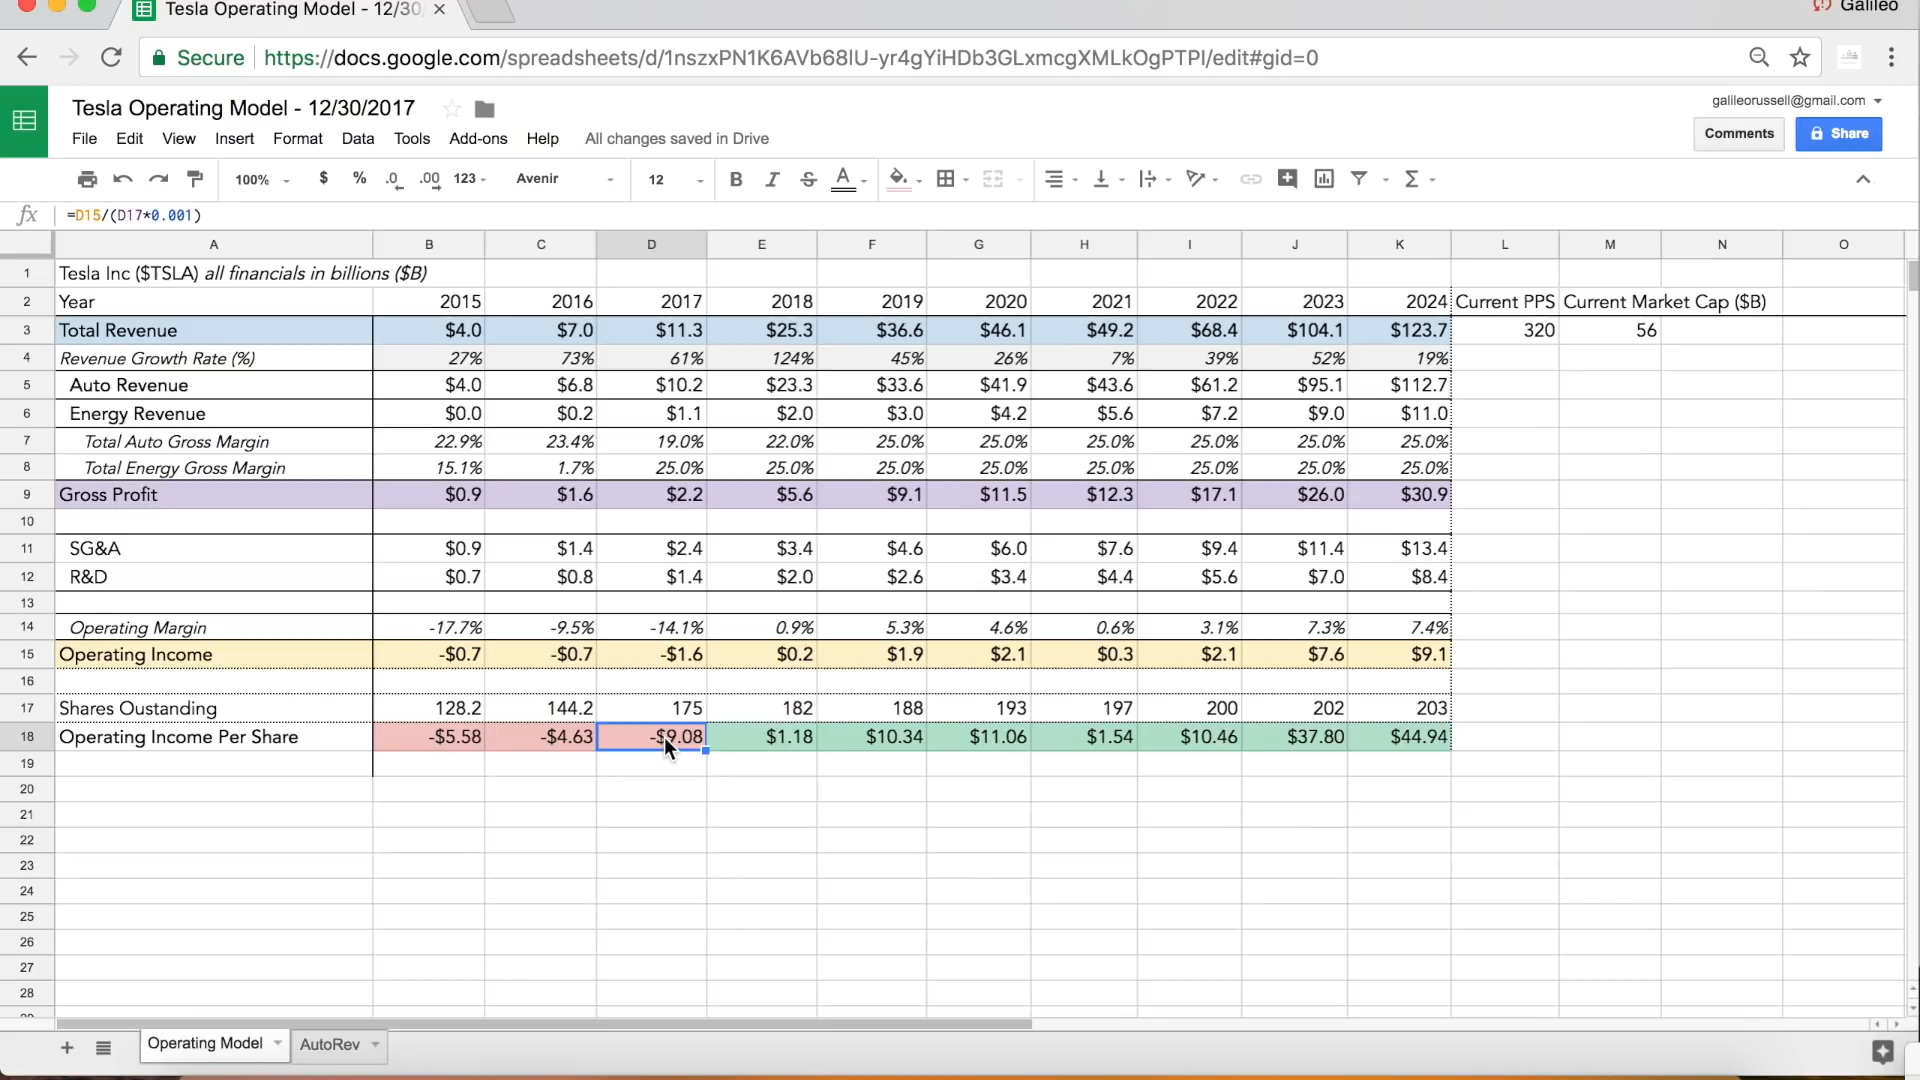 Tesla Operating Model - 12/30 ×
Galileo
Secure https://docs.google.com/spreadsheets/d/1nszxPN1K6AVb68lU-yr4gYiHDb3GLxmcgXMLkOgPTPI/edit#gid=0
Tesla Operating Model - 12/30/2017
galileorussell@gmail.com
File Edit View Insert Format Data Tools Add-ons Help All changes saved in Drive
Comments Share
100% $ % .0 .00 123 Avenir 12 B I S A Σ
fx =D15/(D17*0.001)
A B C D E F G H I J K L M N O
1 Tesla Inc ($TSLA) all financials in billions ($B)
2 Year 2015 2016 2017 2018 2019 2020 2021 2022 2023 2024 Current PPS Current Market Cap ($B)
3 Total Revenue $4.0 $7.0 $11.3 $25.3 $36.6 $46.1 $49.2 $68.4 $104.1 $123.7 320 56
4 Revenue Growth Rate (%) 27% 73% 61% 124% 45% 26% 7% 39% 52% 19%
5 Auto Revenue $4.0 $6.8 $10.2 $23.3 $33.6 $41.9 $43.6 $61.2 $95.1 $112.7
6 Energy Revenue $0.0 $0.2 $1.1 $2.0 $3.0 $4.2 $5.6 $7.2 $9.0 $11.0
7 Total Auto Gross Margin 22.9% 23.4% 19.0% 22.0% 25.0% 25.0% 25.0% 25.0% 25.0% 25.0%
8 Total Energy Gross Margin 15.1% 1.7% 25.0% 25.0% 25.0% 25.0% 25.0% 25.0% 25.0% 25.0%
9 Gross Profit $0.9 $1.6 $2.2 $5.6 $9.1 $11.5 $12.3 $17.1 $26.0 $30.9
10
11 SG&A $0.9 $1.4 $2.4 $3.4 $4.6 $6.0 $7.6 $9.4 $11.4 $13.4
12 R&D $0.7 $0.8 $1.4 $2.0 $2.6 $3.4 $4.4 $5.6 $7.0 $8.4
13
14 Operating Margin -17.7% -9.5% -14.1% 0.9% 5.3% 4.6% 0.6% 3.1% 7.3% 7.4%
15 Operating Income -$0.7 -$0.7 -$1.6 $0.2 $1.9 $2.1 $0.3 $2.1 $7.6 $9.1
16
17 Shares Oustanding 128.2 144.2 175 182 188 193 197 200 202 203
18 Operating Income Per Share -$5.58 -$4.63 -$9.08 $1.18 $10.34 $11.06 $1.54 $10.46 $37.80 $44.94
19
20
21
22
23
24
25
26
27
28
Operating Model AutoRev